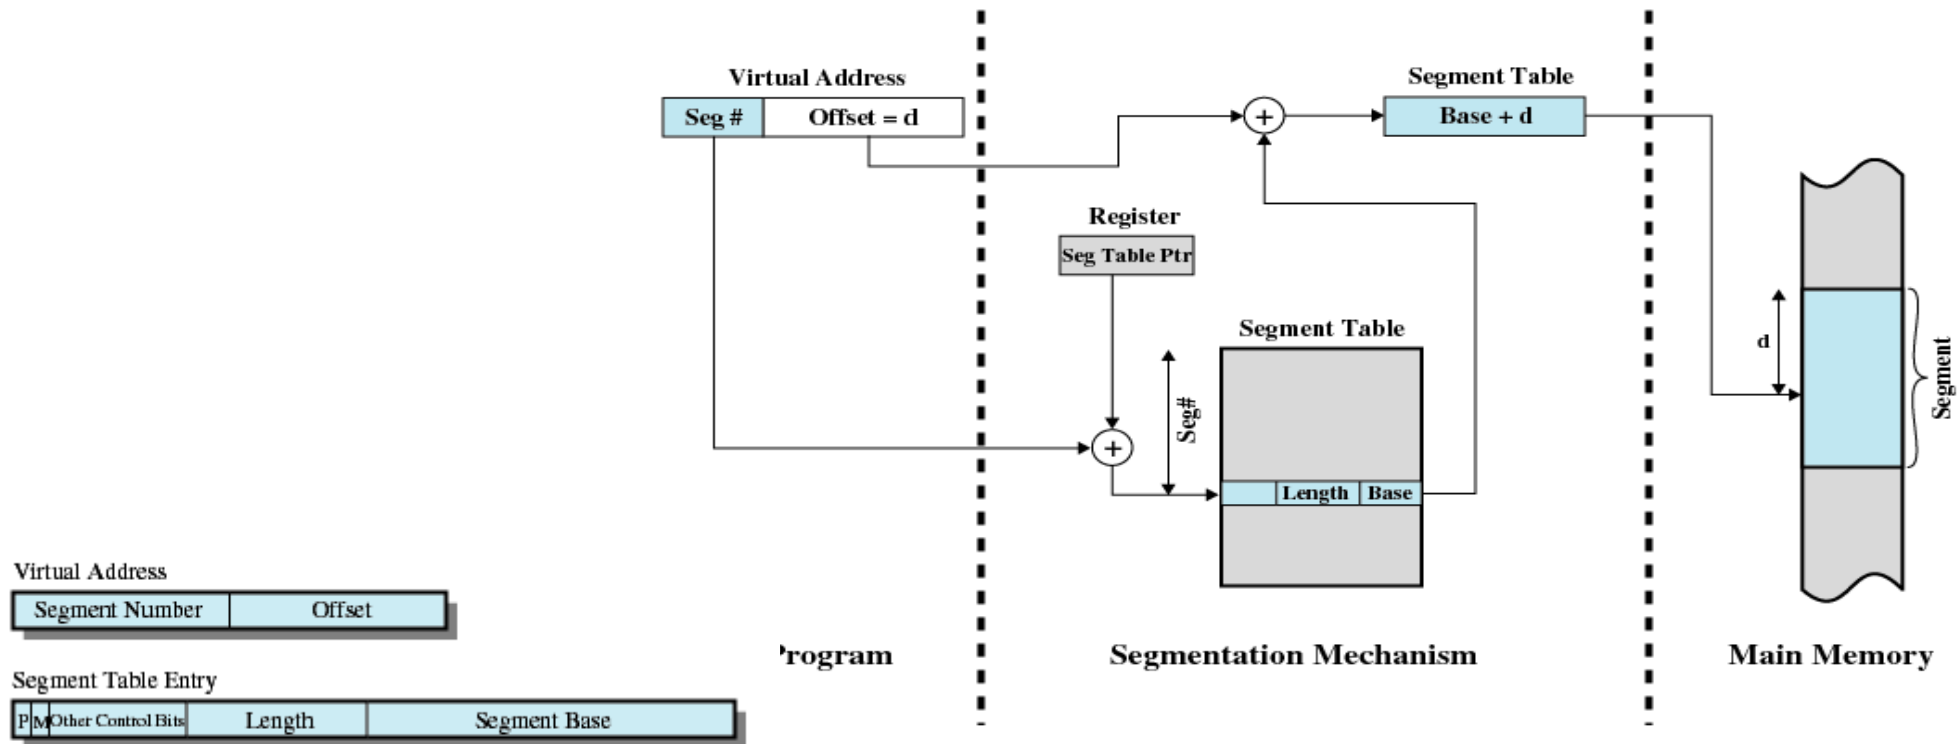 Virtual Address
Seg #
Offset = d
+
Segment Table
Base + d
Register
Seg Table Ptr
Segment Table
Seg#
+
Length
Base
d
Segment
Virtual Address
Segment Number
Offset
Program
Segmentation Mechanism
Main Memory
Segment Table Entry
P
M
Other Control Bits
Length
Segment Base